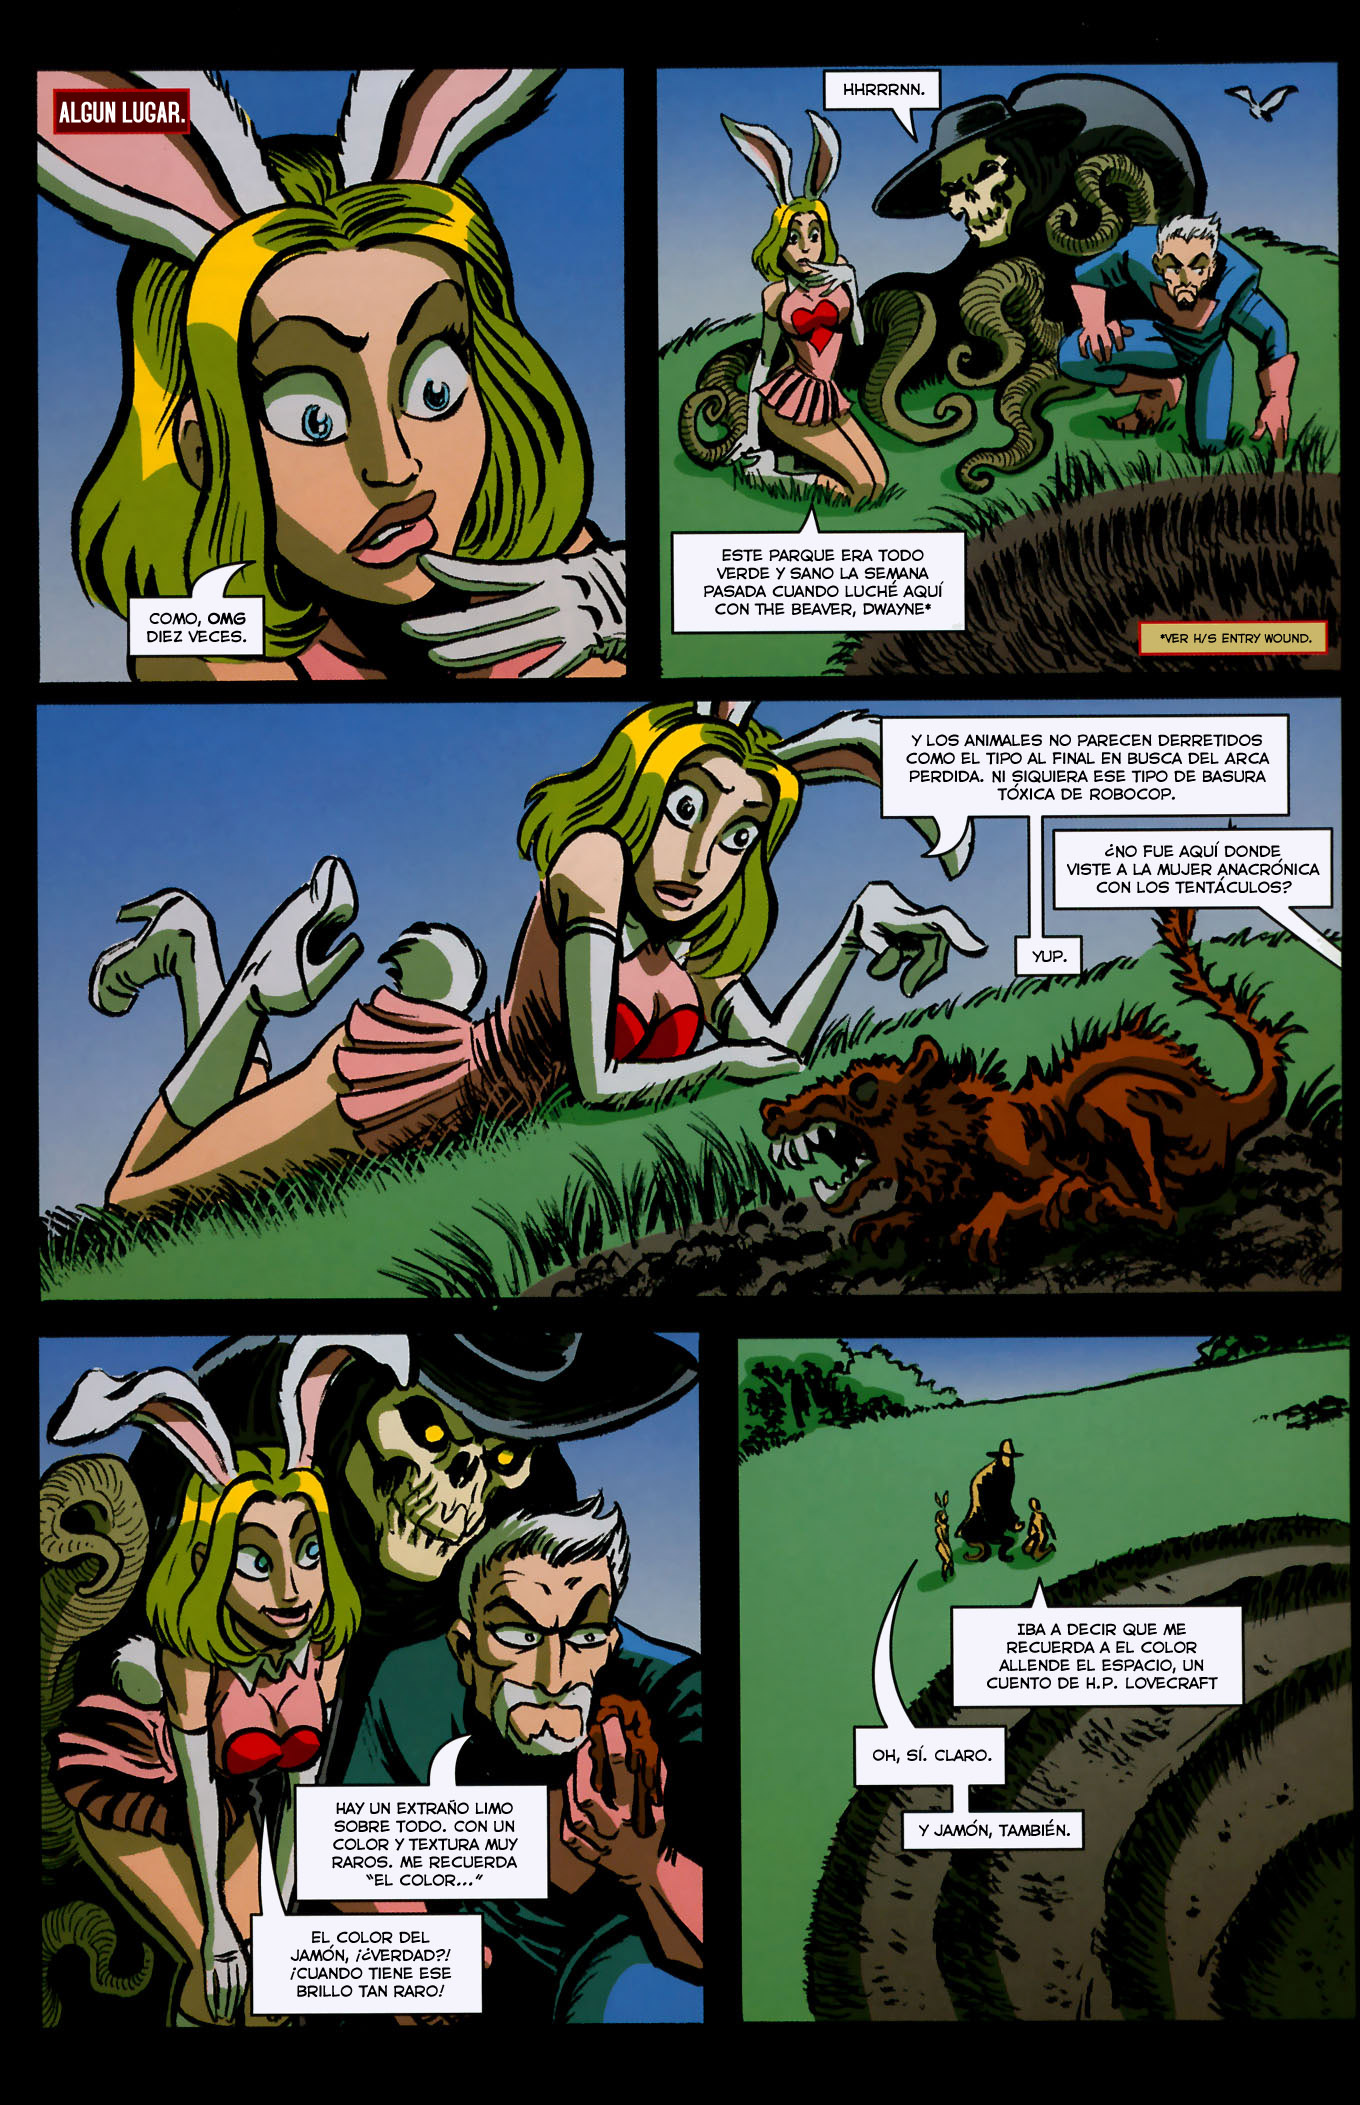 ALGUN LUGAR.
COMO, OMG
DIEZ VECES.
HHRRRNN.
ESTE PARQUE ERA TODO
VERDE Y SANO LA SEMANA
PASADA CUANDO LUCHÉ AQUÍ
CON THE BEAVER, DWAYNE*
*VER H/S ENTRY WOUND.
Y LOS ANIMALES NO PARECEN DERRETIDOS
COMO EL TIPO AL FINAL EN BUSCA DEL ARCA
PERDIDA. NI SIQUIERA ESE TIPO DE BASURA
TÓXICA DE ROBOCOP.
¿NO FUE AQUÍ DONDE
VISTE A LA MUJER ANACRÓNICA
CON LOS TENTÁCULOS?
YUP.
HAY UN EXTRAÑO LIMO
SOBRE TODO. CON UN
COLOR Y TEXTURA MUY
RAROS. ME RECUERDA
“EL COLOR...”
EL COLOR DEL
JAMÓN, ¡¿VERDAD?!
¡CUANDO TIENE ESE
BRILLO TAN RARO!
IBA A DECIR QUE ME
RECUERDA A EL COLOR
ALLENDE EL ESPACIO, UN
CUENTO DE H.P. LOVECRAFT
OH, SÍ. CLARO.
Y JAMÓN, TAMBIÉN.